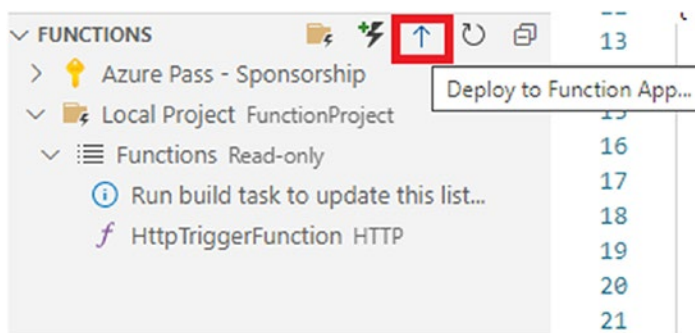 FUNCTIONS
13
Azure Pass - Sponsorship
Deploy to Function App...
Local Project FunctionProject
15
Functions Read-only
16
Run build task to update this list...
17
18
HttpTriggerFunction HTTP
19
20
21